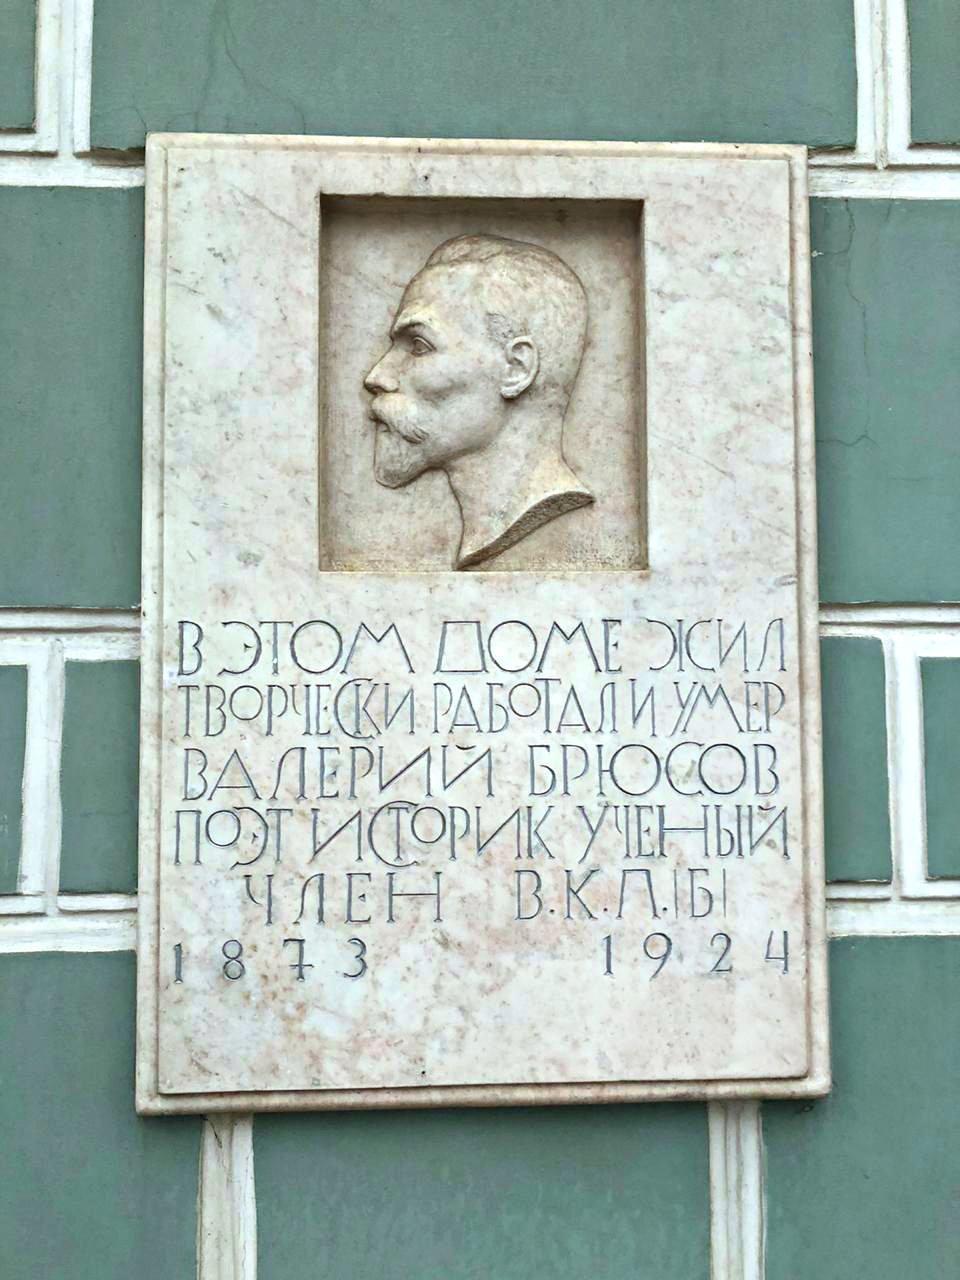 В ЭТОМ ДОМЕ ЖИЛ
ТВОРЧЕСКИ РАБОТАЛ И УМЕР
ВАЛЕРИЙ БРЮСОВ
ПОЭТ ИСТОРИК УЧЕНЫЙ
ЧЛЕН В.К.П.(Б)
1873 1924